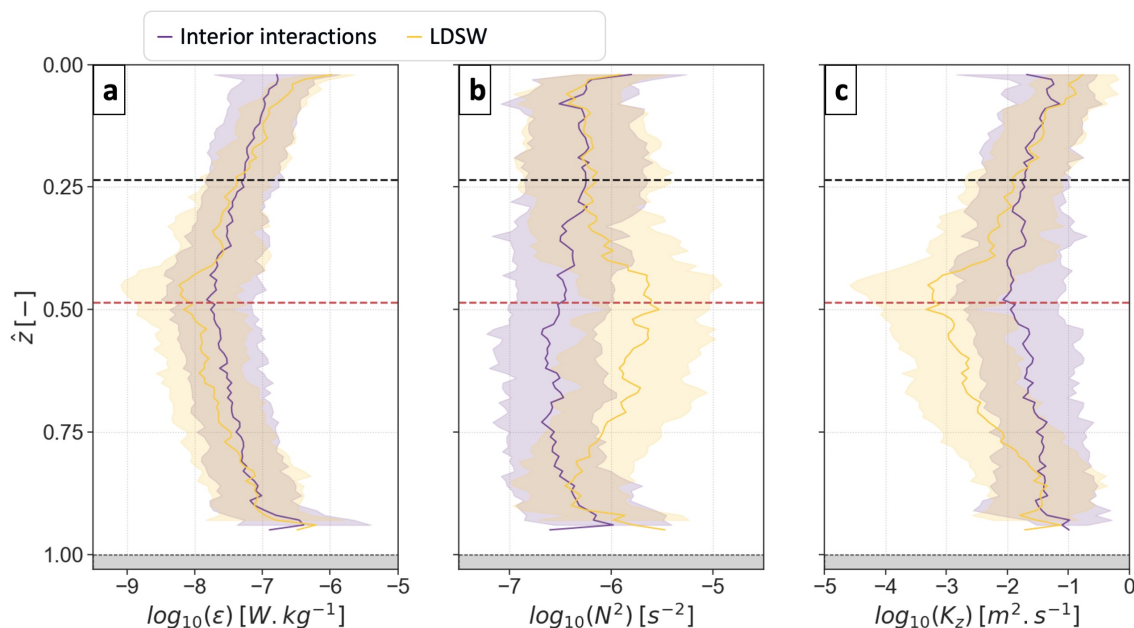 Interior interactions LDSW
a b c
0.00
0.25
0.50
0.75
1.00
ẑ [−]
−9 −8 −7 −6 −5
−7 −6 −5
−5 −4 −3 −2 −1 0
log₁₀(ε) [W.kg⁻¹]
log₁₀(N²) [s⁻²]
log₁₀(K_z) [m².s⁻¹]